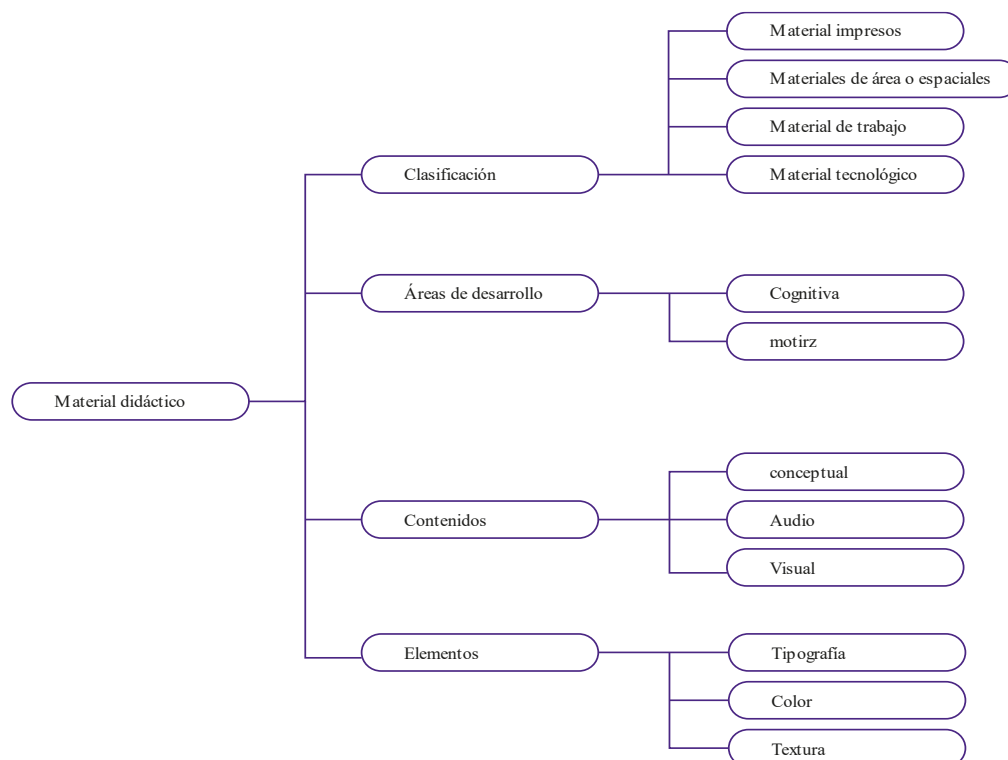 Material didáctico
Clasificación
Material impresos
Materiales de área o espaciales
Material de trabajo
Material tecnológico
Áreas de desarrollo
Cognitiva
motirz
Contenidos
conceptual
Audio
Visual
Elementos
Tipografía
Color
Textura